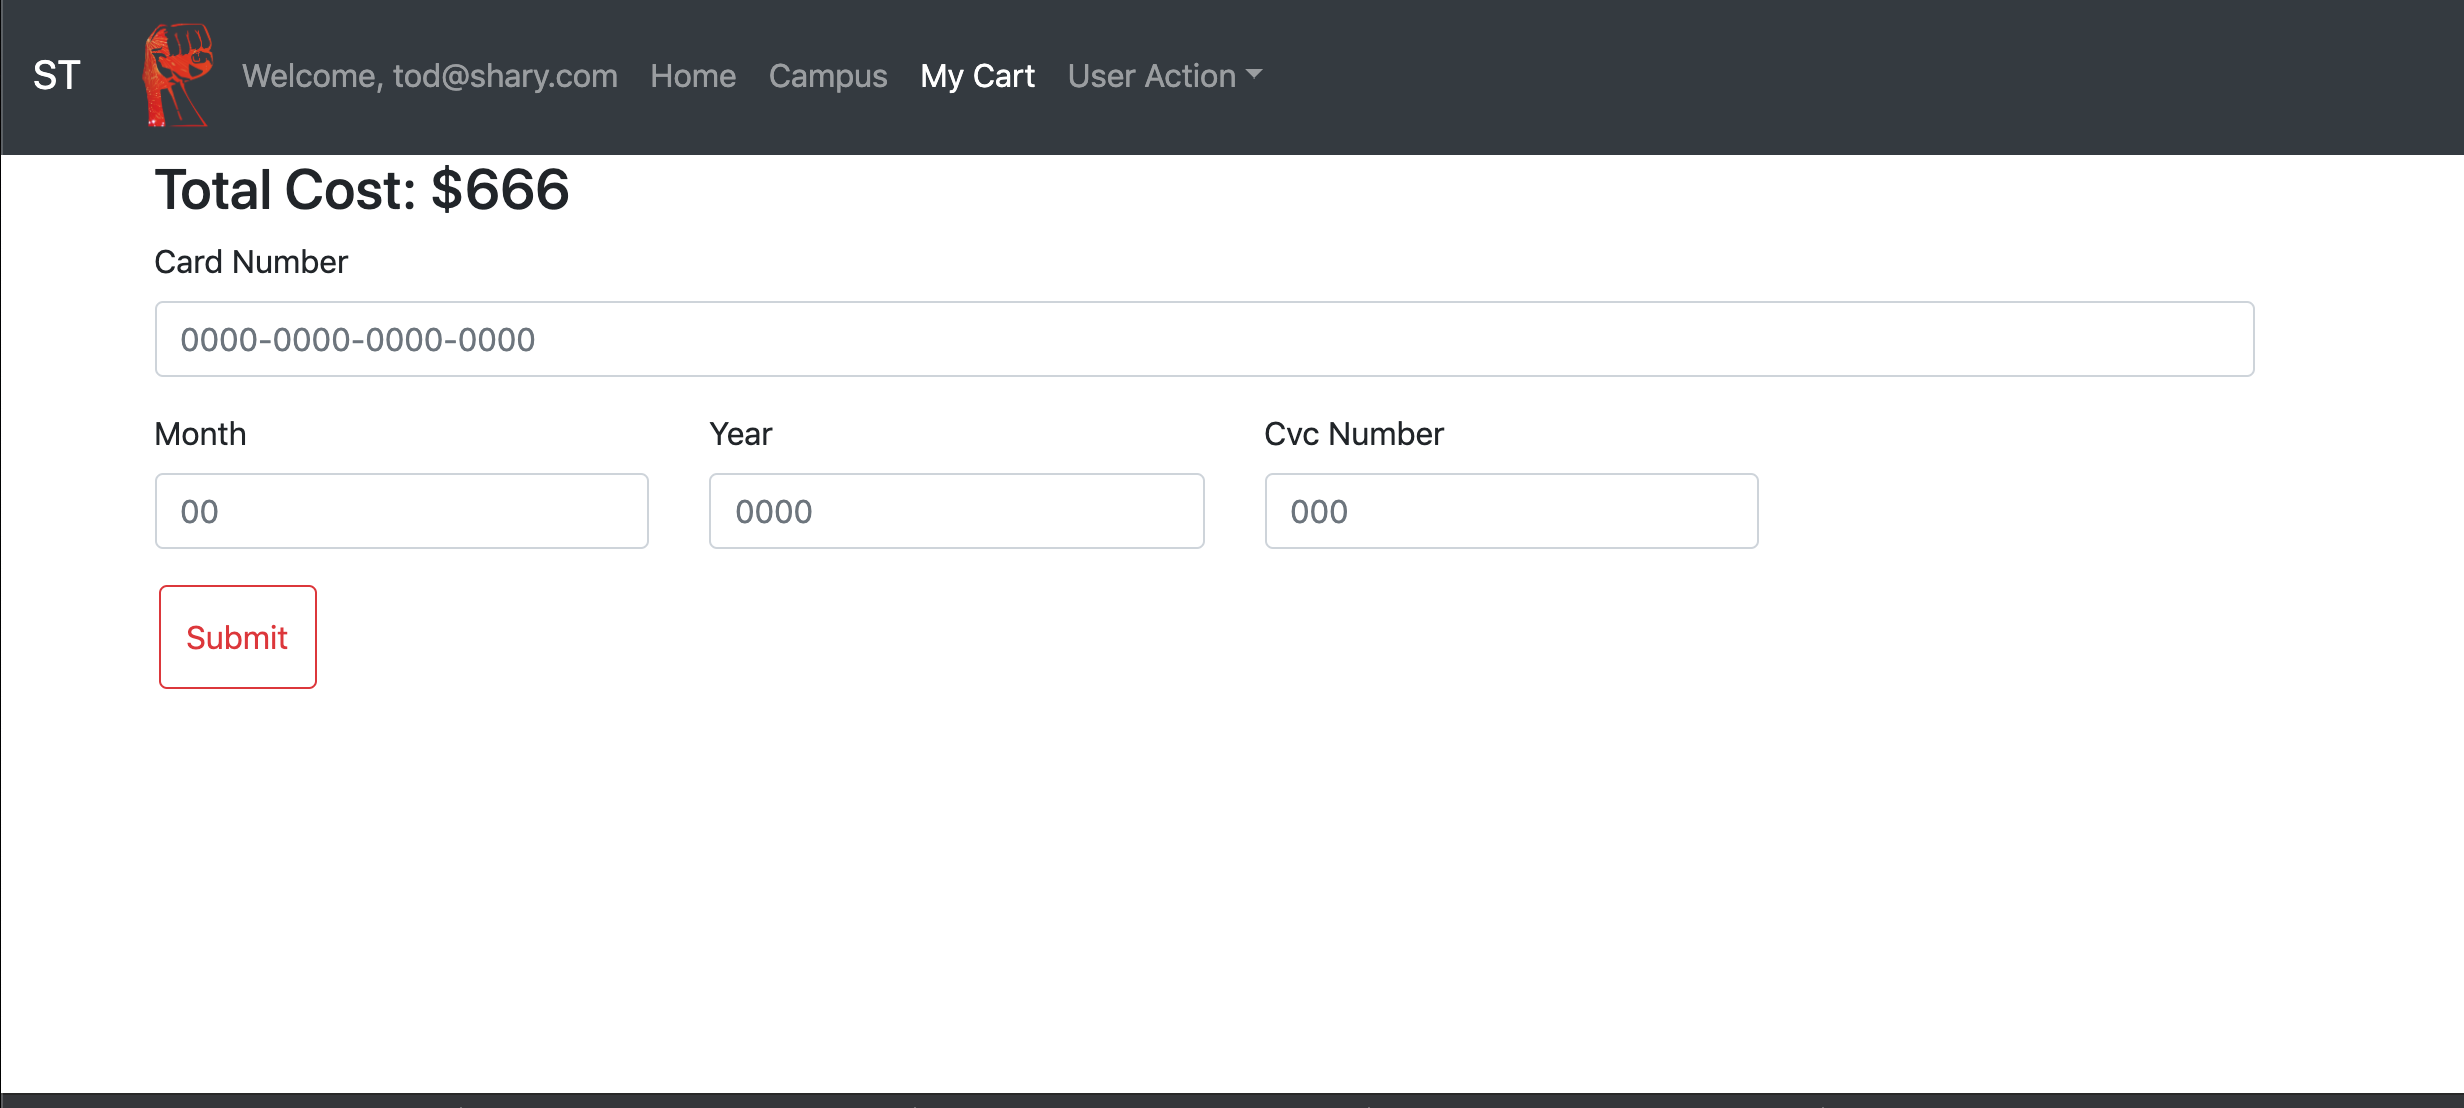 ST Welcome, tod@shary.com Home Campus My Cart User Action
Total Cost: $666
Card Number
0000-0000-0000-0000
Month Year Cvc Number
00 0000 000
Submit